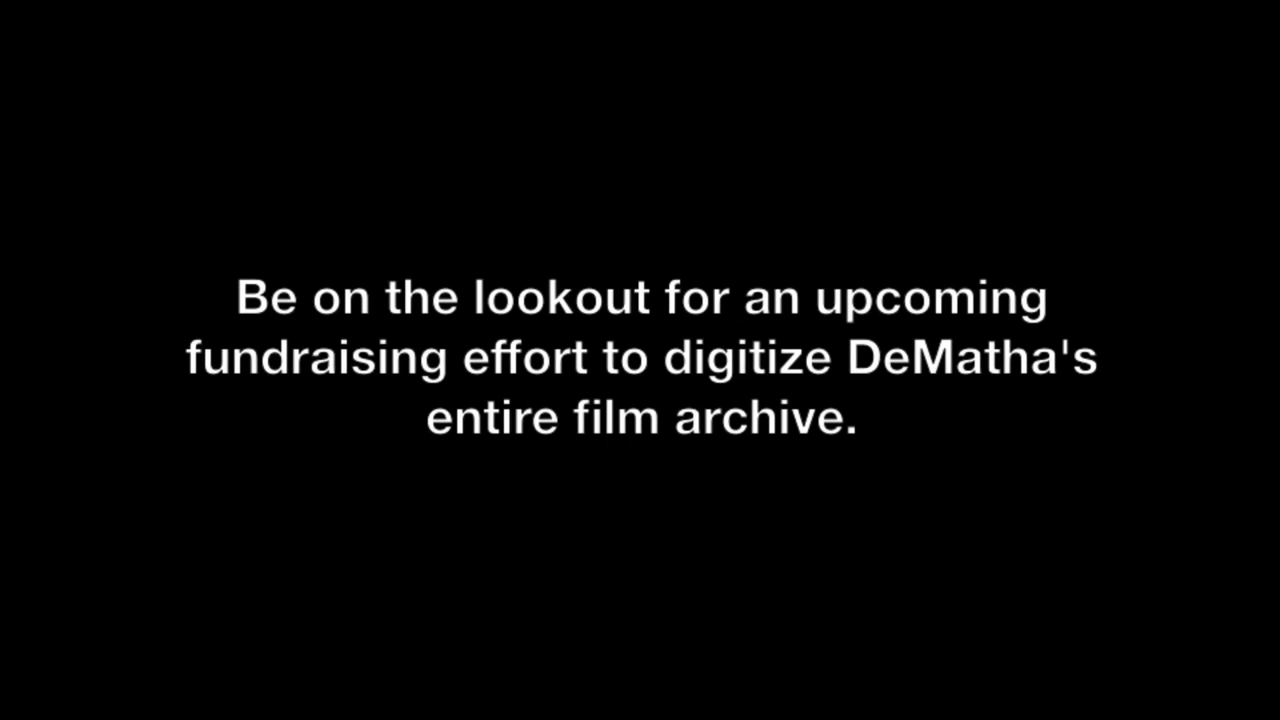 Be on the lookout for an upcoming
fundraising effort to digitize DeMatha's
entire film archive.